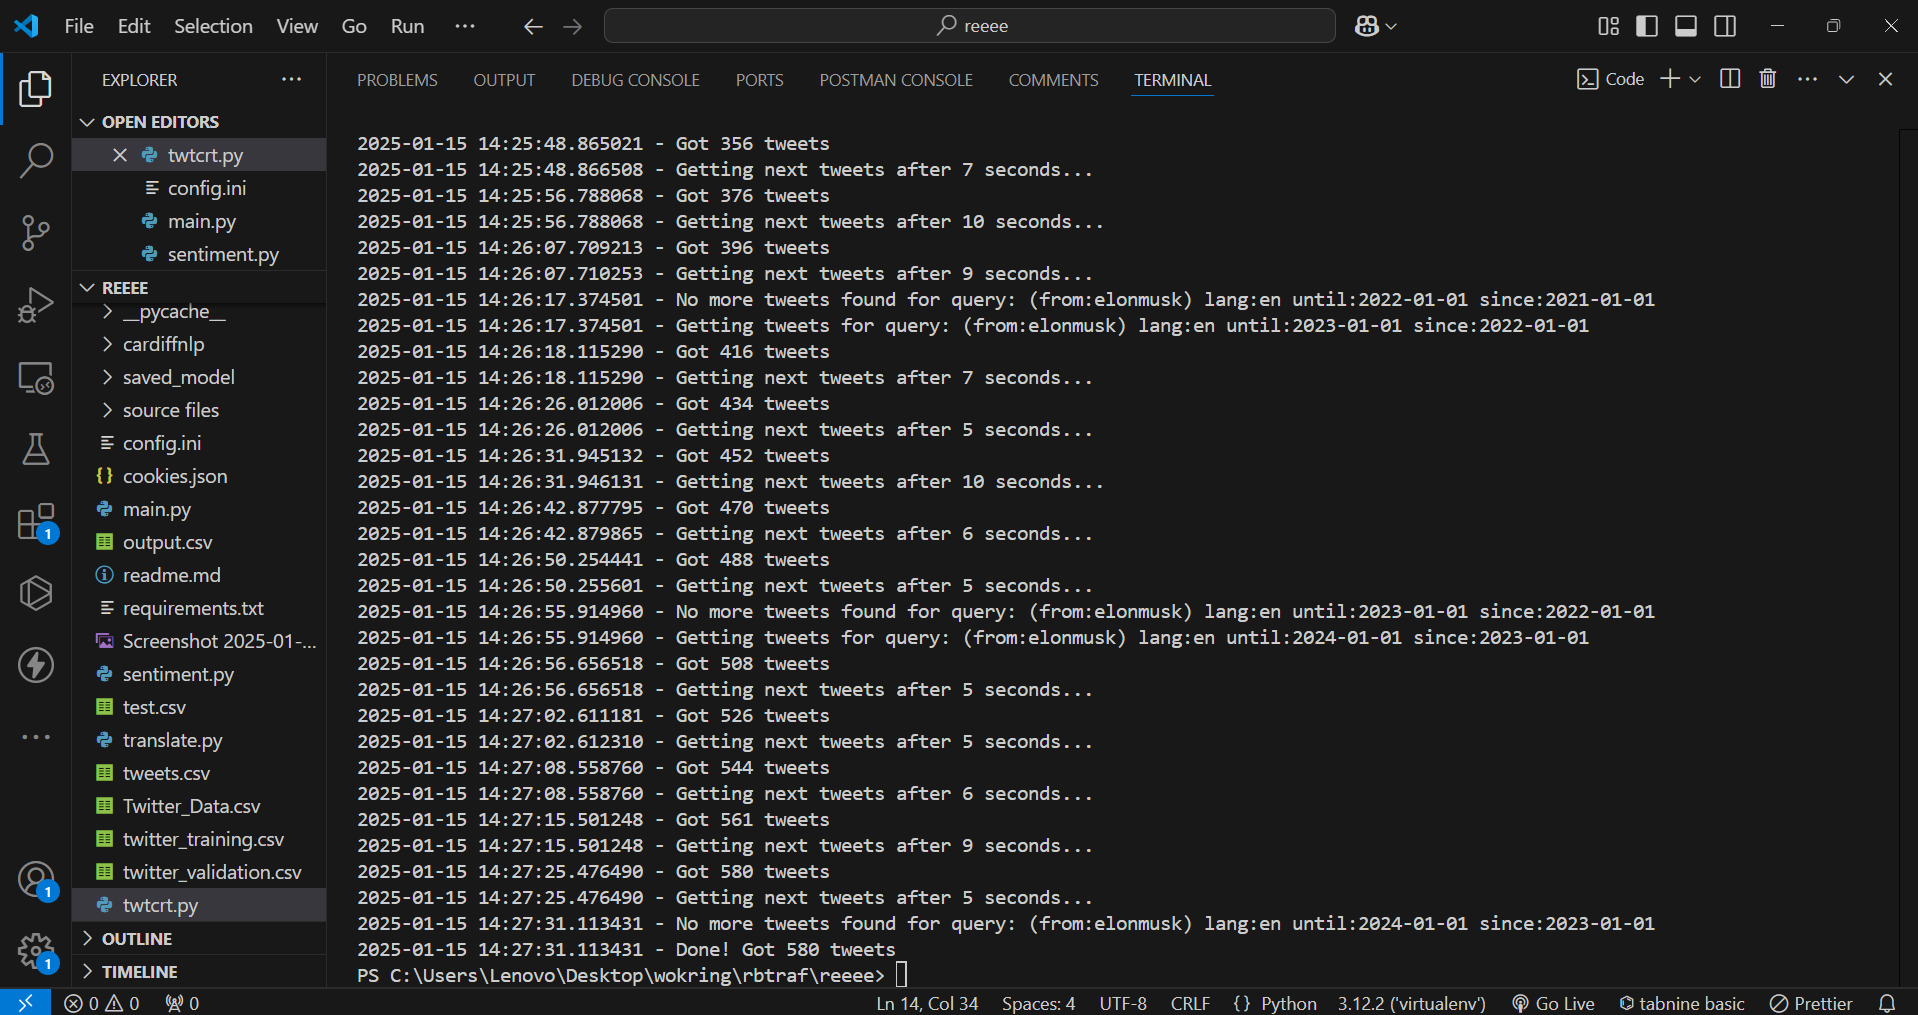 File Edit Selection View Go Run ··· reeee
EXPLORER ···
OPEN EDITORS
twtcrt.py
config.ini
main.py
sentiment.py
REEEE
__pycache__
cardiffnlp
saved_model
source files
config.ini
cookies.json
main.py
output.csv
readme.md
requirements.txt
Screenshot 2025-01-...
sentiment.py
test.csv
translate.py
tweets.csv
Twitter_Data.csv
twitter_training.csv
twitter_validation.csv
twtcrt.py
OUTLINE
TIMELINE
1
1
1
PROBLEMS OUTPUT DEBUG CONSOLE PORTS POSTMAN CONSOLE COMMENTS TERMINAL Code
2025-01-15 14:25:48.865021 - Got 356 tweets
2025-01-15 14:25:48.866508 - Getting next tweets after 7 seconds...
2025-01-15 14:25:56.788068 - Got 376 tweets
2025-01-15 14:25:56.788068 - Getting next tweets after 10 seconds...
2025-01-15 14:26:07.709213 - Got 396 tweets
2025-01-15 14:26:07.710253 - Getting next tweets after 9 seconds...
2025-01-15 14:26:17.374501 - No more tweets found for query: (from:elonmusk) lang:en until:2022-01-01 since:2021-01-01
2025-01-15 14:26:17.374501 - Getting tweets for query: (from:elonmusk) lang:en until:2023-01-01 since:2022-01-01
2025-01-15 14:26:18.115290 - Got 416 tweets
2025-01-15 14:26:18.115290 - Getting next tweets after 7 seconds...
2025-01-15 14:26:26.012006 - Got 434 tweets
2025-01-15 14:26:26.012006 - Getting next tweets after 5 seconds...
2025-01-15 14:26:31.945132 - Got 452 tweets
2025-01-15 14:26:31.946131 - Getting next tweets after 10 seconds...
2025-01-15 14:26:42.877795 - Got 470 tweets
2025-01-15 14:26:42.879865 - Getting next tweets after 6 seconds...
2025-01-15 14:26:50.254441 - Got 488 tweets
2025-01-15 14:26:50.255601 - Getting next tweets after 5 seconds...
2025-01-15 14:26:55.914960 - No more tweets found for query: (from:elonmusk) lang:en until:2023-01-01 since:2022-01-01
2025-01-15 14:26:55.914960 - Getting tweets for query: (from:elonmusk) lang:en until:2024-01-01 since:2023-01-01
2025-01-15 14:26:56.656518 - Got 508 tweets
2025-01-15 14:26:56.656518 - Getting next tweets after 5 seconds...
2025-01-15 14:27:02.611181 - Got 526 tweets
2025-01-15 14:27:02.612310 - Getting next tweets after 5 seconds...
2025-01-15 14:27:08.558760 - Got 544 tweets
2025-01-15 14:27:08.558760 - Getting next tweets after 6 seconds...
2025-01-15 14:27:15.501248 - Got 561 tweets
2025-01-15 14:27:15.501248 - Getting next tweets after 9 seconds...
2025-01-15 14:27:25.476490 - Got 580 tweets
2025-01-15 14:27:25.476490 - Getting next tweets after 5 seconds...
2025-01-15 14:27:31.113431 - No more tweets found for query: (from:elonmusk) lang:en until:2024-01-01 since:2023-01-01
2025-01-15 14:27:31.113431 - Done! Got 580 tweets
PS C:\Users\Lenovo\Desktop\wokring\rbtraf\reeee>
0 0 0 Ln 14, Col 34 Spaces: 4 UTF-8 CRLF {} Python 3.12.2 ('virtualenv') Go Live tabnine basic Prettier